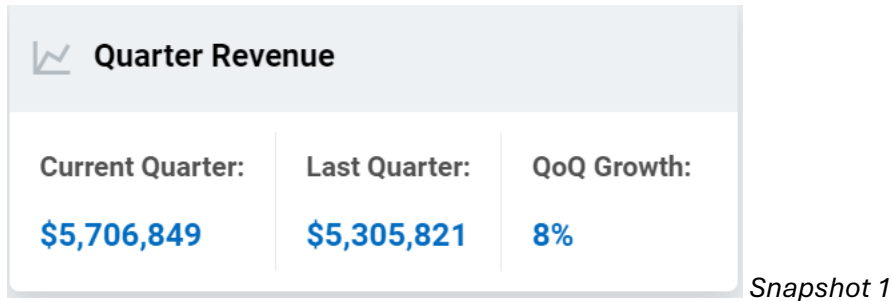 Quarter Revenue
Current Quarter: Last Quarter: QoQ Growth:
$5,706,849 $5,305,821 8%
Snapshot 1